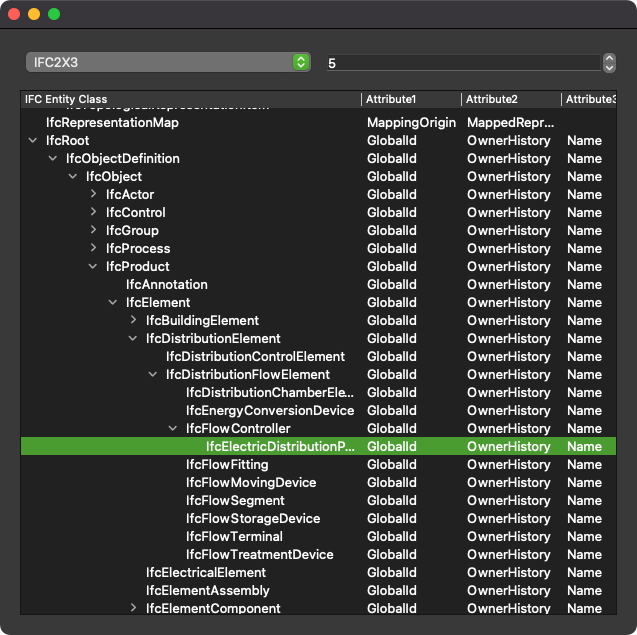 IFC2X3 5
IFC Entity Class Attribute1 Attribute2 Attribute3
IfcRepresentationMap MappingOrigin MappedRepr...
IfcRoot GlobalId OwnerHistory Name
IfcObjectDefinition GlobalId OwnerHistory Name
IfcObject GlobalId OwnerHistory Name
IfcActor GlobalId OwnerHistory Name
IfcControl GlobalId OwnerHistory Name
IfcGroup GlobalId OwnerHistory Name
IfcProcess GlobalId OwnerHistory Name
IfcProduct GlobalId OwnerHistory Name
IfcAnnotation GlobalId OwnerHistory Name
IfcElement GlobalId OwnerHistory Name
IfcBuildingElement GlobalId OwnerHistory Name
IfcDistributionElement GlobalId OwnerHistory Name
IfcDistributionControlElement GlobalId OwnerHistory Name
IfcDistributionFlowElement GlobalId OwnerHistory Name
IfcDistributionChamberEle... GlobalId OwnerHistory Name
IfcEnergyConversionDevice GlobalId OwnerHistory Name
IfcFlowController GlobalId OwnerHistory Name
IfcElectricDistributionP... GlobalId OwnerHistory Name
IfcFlowFitting GlobalId OwnerHistory Name
IfcFlowMovingDevice GlobalId OwnerHistory Name
IfcFlowSegment GlobalId OwnerHistory Name
IfcFlowStorageDevice GlobalId OwnerHistory Name
IfcFlowTerminal GlobalId OwnerHistory Name
IfcFlowTreatmentDevice GlobalId OwnerHistory Name
IfcElectricalElement GlobalId OwnerHistory Name
IfcElementAssembly GlobalId OwnerHistory Name
IfcElementComponent GlobalId OwnerHistory Name